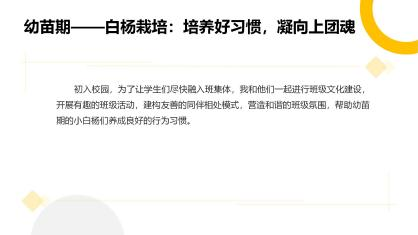 幼苗期——白杨栽培：培养好习惯，凝向上团魂
初入校园，为了让学生们尽快融入班集体，我和他们一起进行班级文化建设，
开展有趣的班级活动，建构友善的同伴相处模式，营造和谐的班级氛围，帮助幼苗
期的小白杨们养成良好的行为习惯。